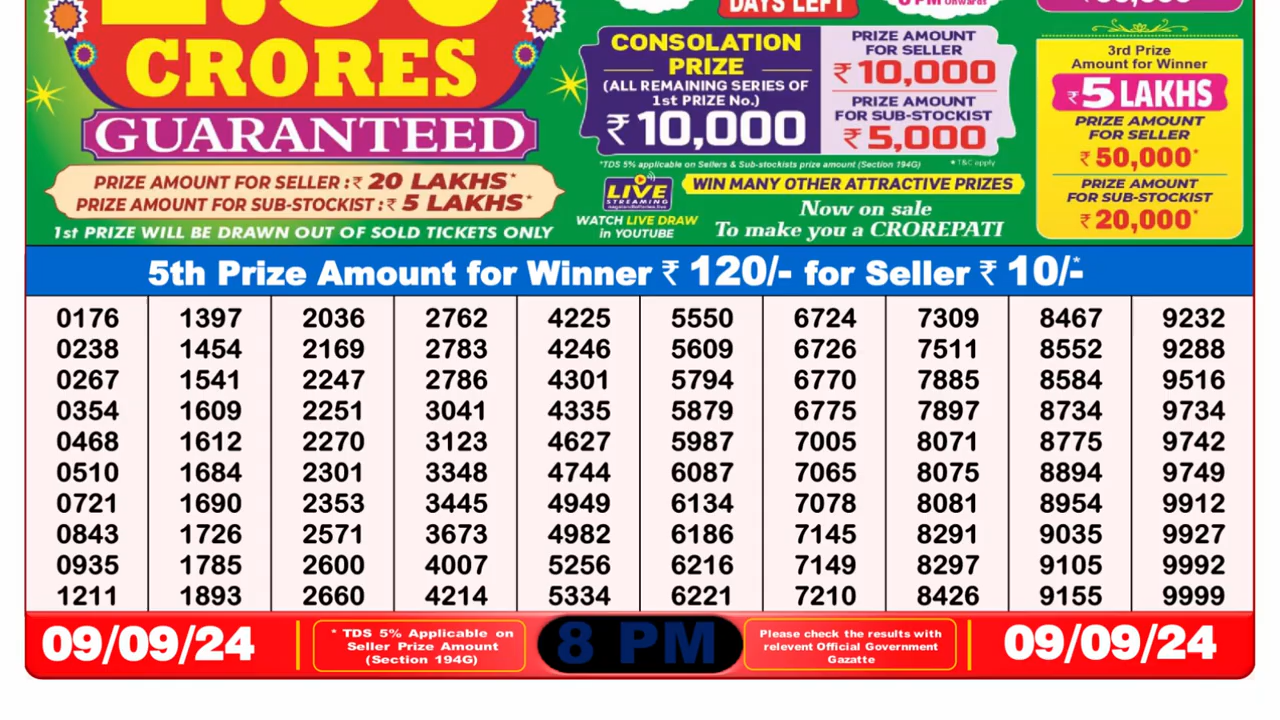 DAYS LEFT
8 PM Onwards
CRORES
GUARANTEED
PRIZE AMOUNT FOR SELLER : ₹ 20 LAKHS*
PRIZE AMOUNT FOR SUB-STOCKIST : ₹ 5 LAKHS*
1st PRIZE WILL BE DRAWN OUT OF SOLD TICKETS ONLY
CONSOLATION
PRIZE
(ALL REMAINING SERIES OF
1st PRIZE No.)
₹ 10,000
PRIZE AMOUNT
FOR SELLER
₹ 10,000
PRIZE AMOUNT
FOR SUB-STOCKIST
₹ 5,000
*TDS 5% applicable on Sellers & Sub-stockists prize amount (Section 194G)
* T&C apply
LIVE
STREAMING
WATCH LIVE DRAW
in YOUTUBE
WIN MANY OTHER ATTRACTIVE PRIZES
Now on sale
To make you a CROREPATI
3rd Prize
Amount for Winner
₹ 5 LAKHS
PRIZE AMOUNT
FOR SELLER
₹ 50,000*
PRIZE AMOUNT
FOR SUB-STOCKIST
₹ 20,000*
5th Prize Amount for Winner ₹ 120/- for Seller ₹ 10/-*
0176 1397 2036 2762 4225 5550 6724 7309 8467 9232
0238 1454 2169 2783 4246 5609 6726 7511 8552 9288
0267 1541 2247 2786 4301 5794 6770 7885 8584 9516
0354 1609 2251 3041 4335 5879 6775 7897 8734 9734
0468 1612 2270 3123 4627 5987 7005 8071 8775 9742
0510 1684 2301 3348 4744 6087 7065 8075 8894 9749
0721 1690 2353 3445 4949 6134 7078 8081 8954 9912
0843 1726 2571 3673 4982 6186 7145 8291 9035 9927
0935 1785 2600 4007 5256 6216 7149 8297 9105 9992
1211 1893 2660 4214 5334 6221 7210 8426 9155 9999
09/09/24
* TDS 5% Applicable on
Seller Prize Amount
(Section 194G)
8 PM
Please check the results with
relevent Official Government
Gazatte
09/09/24